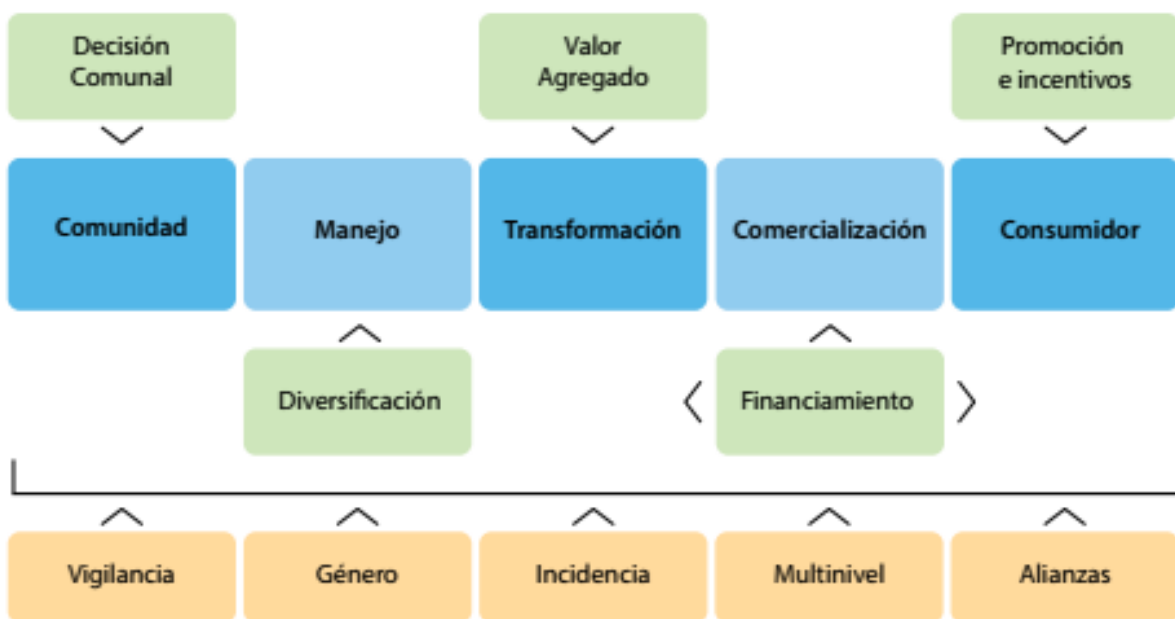 Decisión
Comunal
Valor
Agregado
Promoción
e incentivos
Comunidad
Manejo
Transformación
Comercialización
Consumidor
Diversificación
Financiamiento
Vigilancia
Género
Incidencia
Multinivel
Alianzas